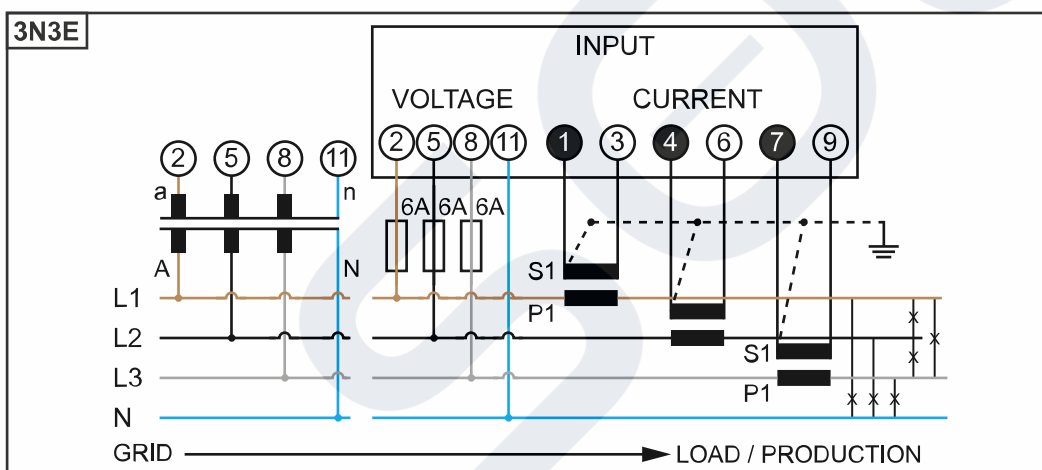 3N3E
INPUT
VOLTAGE CURRENT
2 5 8 11 1 3 4 6 7 9
2 5 8 11
a n
6A 6A 6A
A N
S1
L1
P1
L2
S1
L3
P1
N
GRID LOAD / PRODUCTION